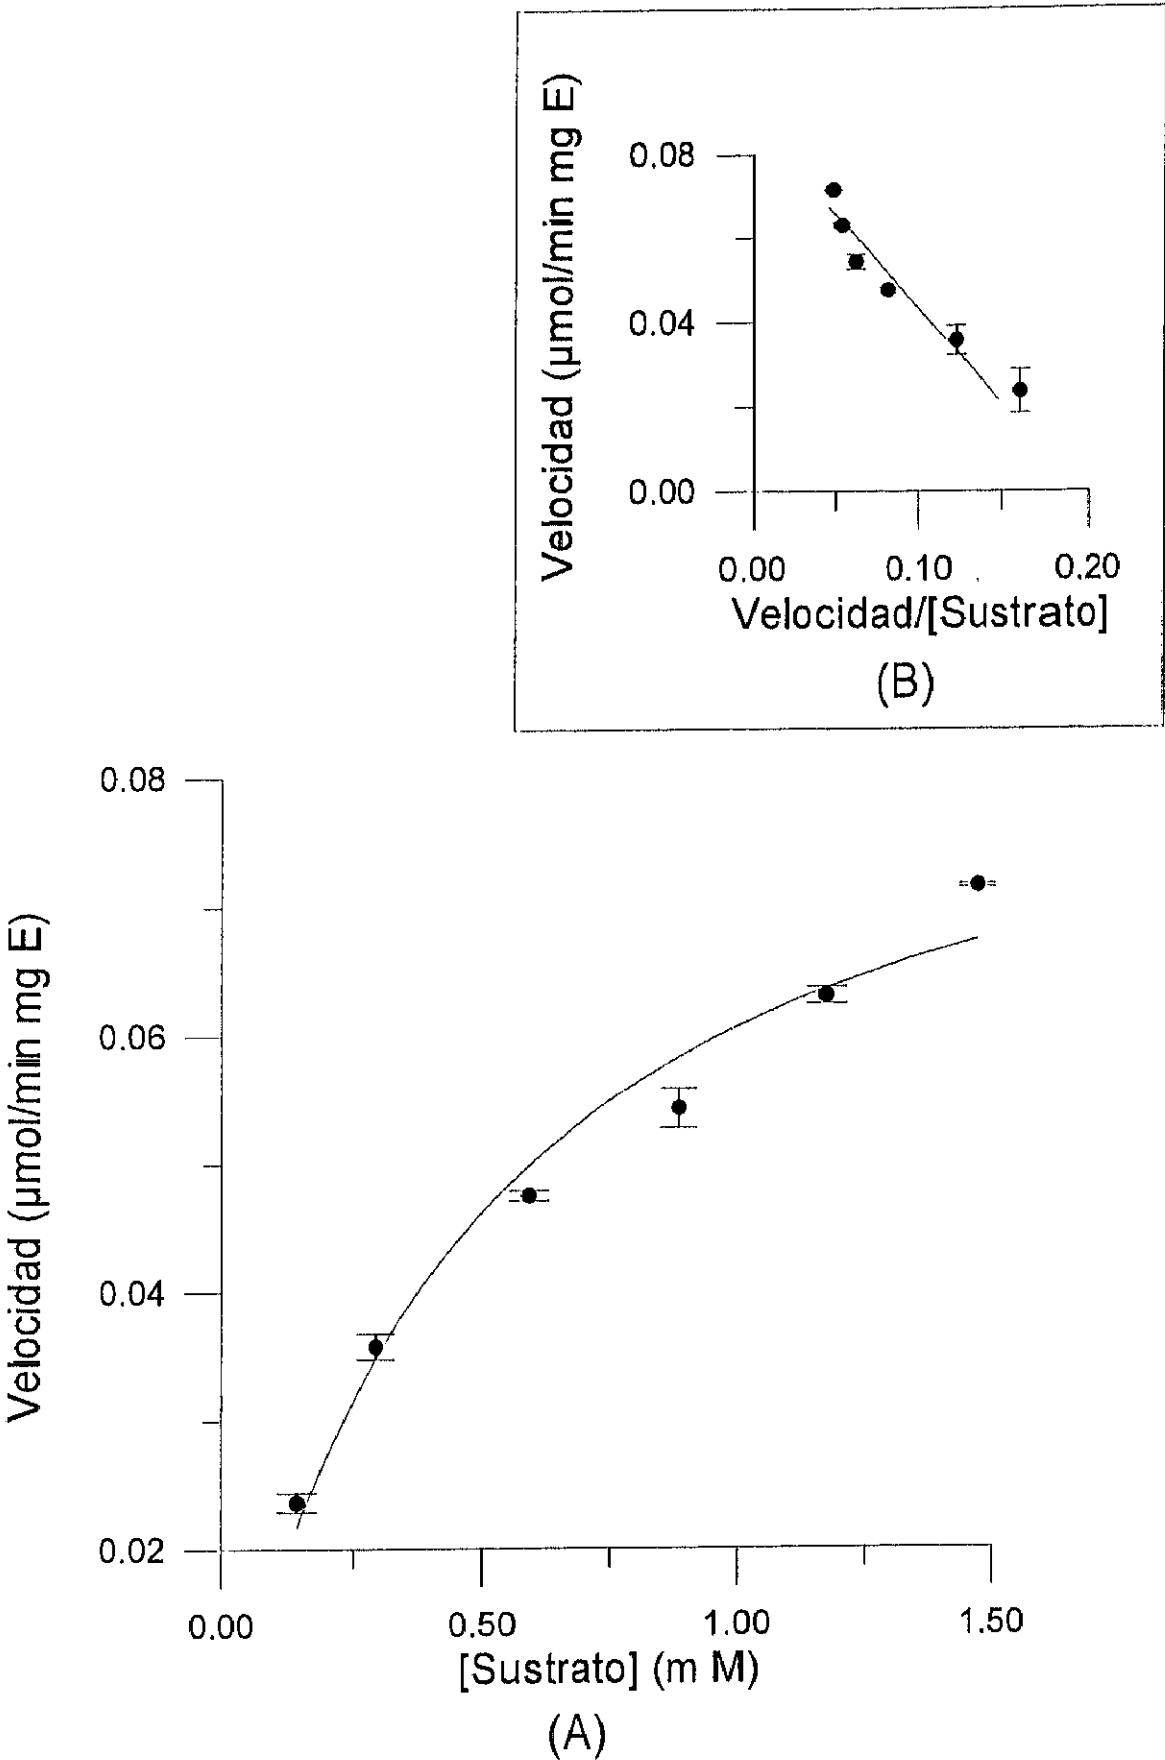 Velocidad (µmol/min mg E)
0.08
0.04
0.00
0.00 0.10 0.20
Velocidad/[Sustrato]
(B)
Velocidad (µmol/min mg E)
0.08
0.06
0.04
0.02
0.00 0.50 1.00 1.50
[Sustrato] (m M)
(A)